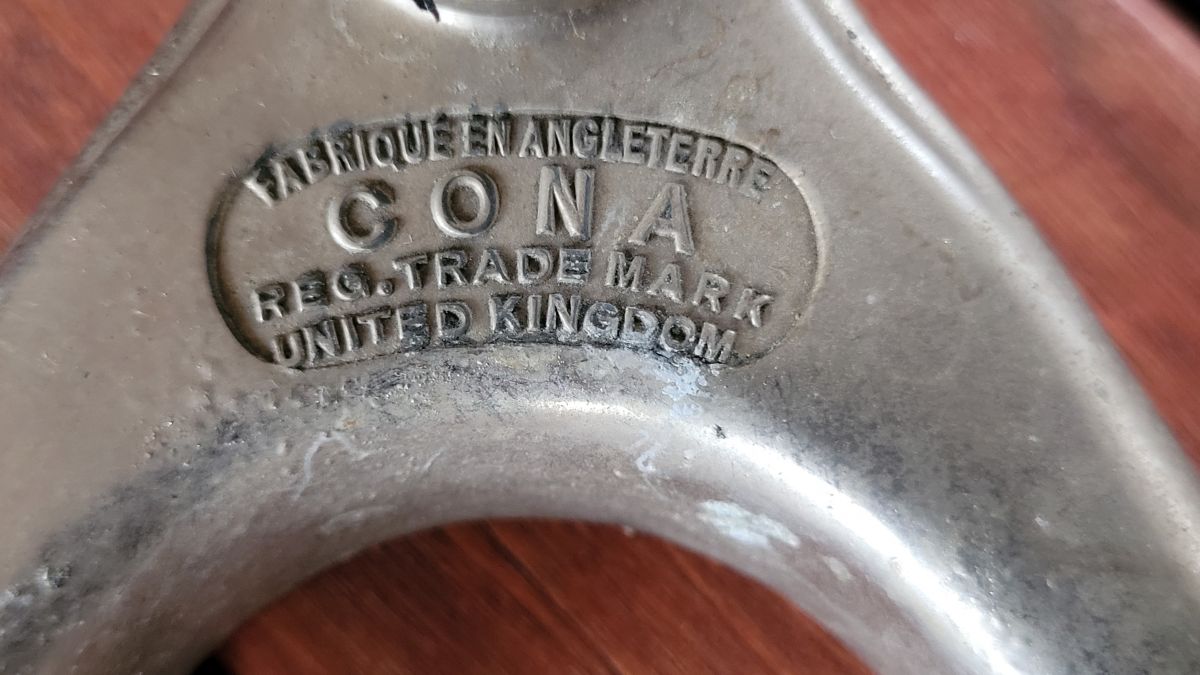 FABRIQUÉ EN ANGLETERRE
CONA
REG. TRADE MARK
UNITED KINGDOM